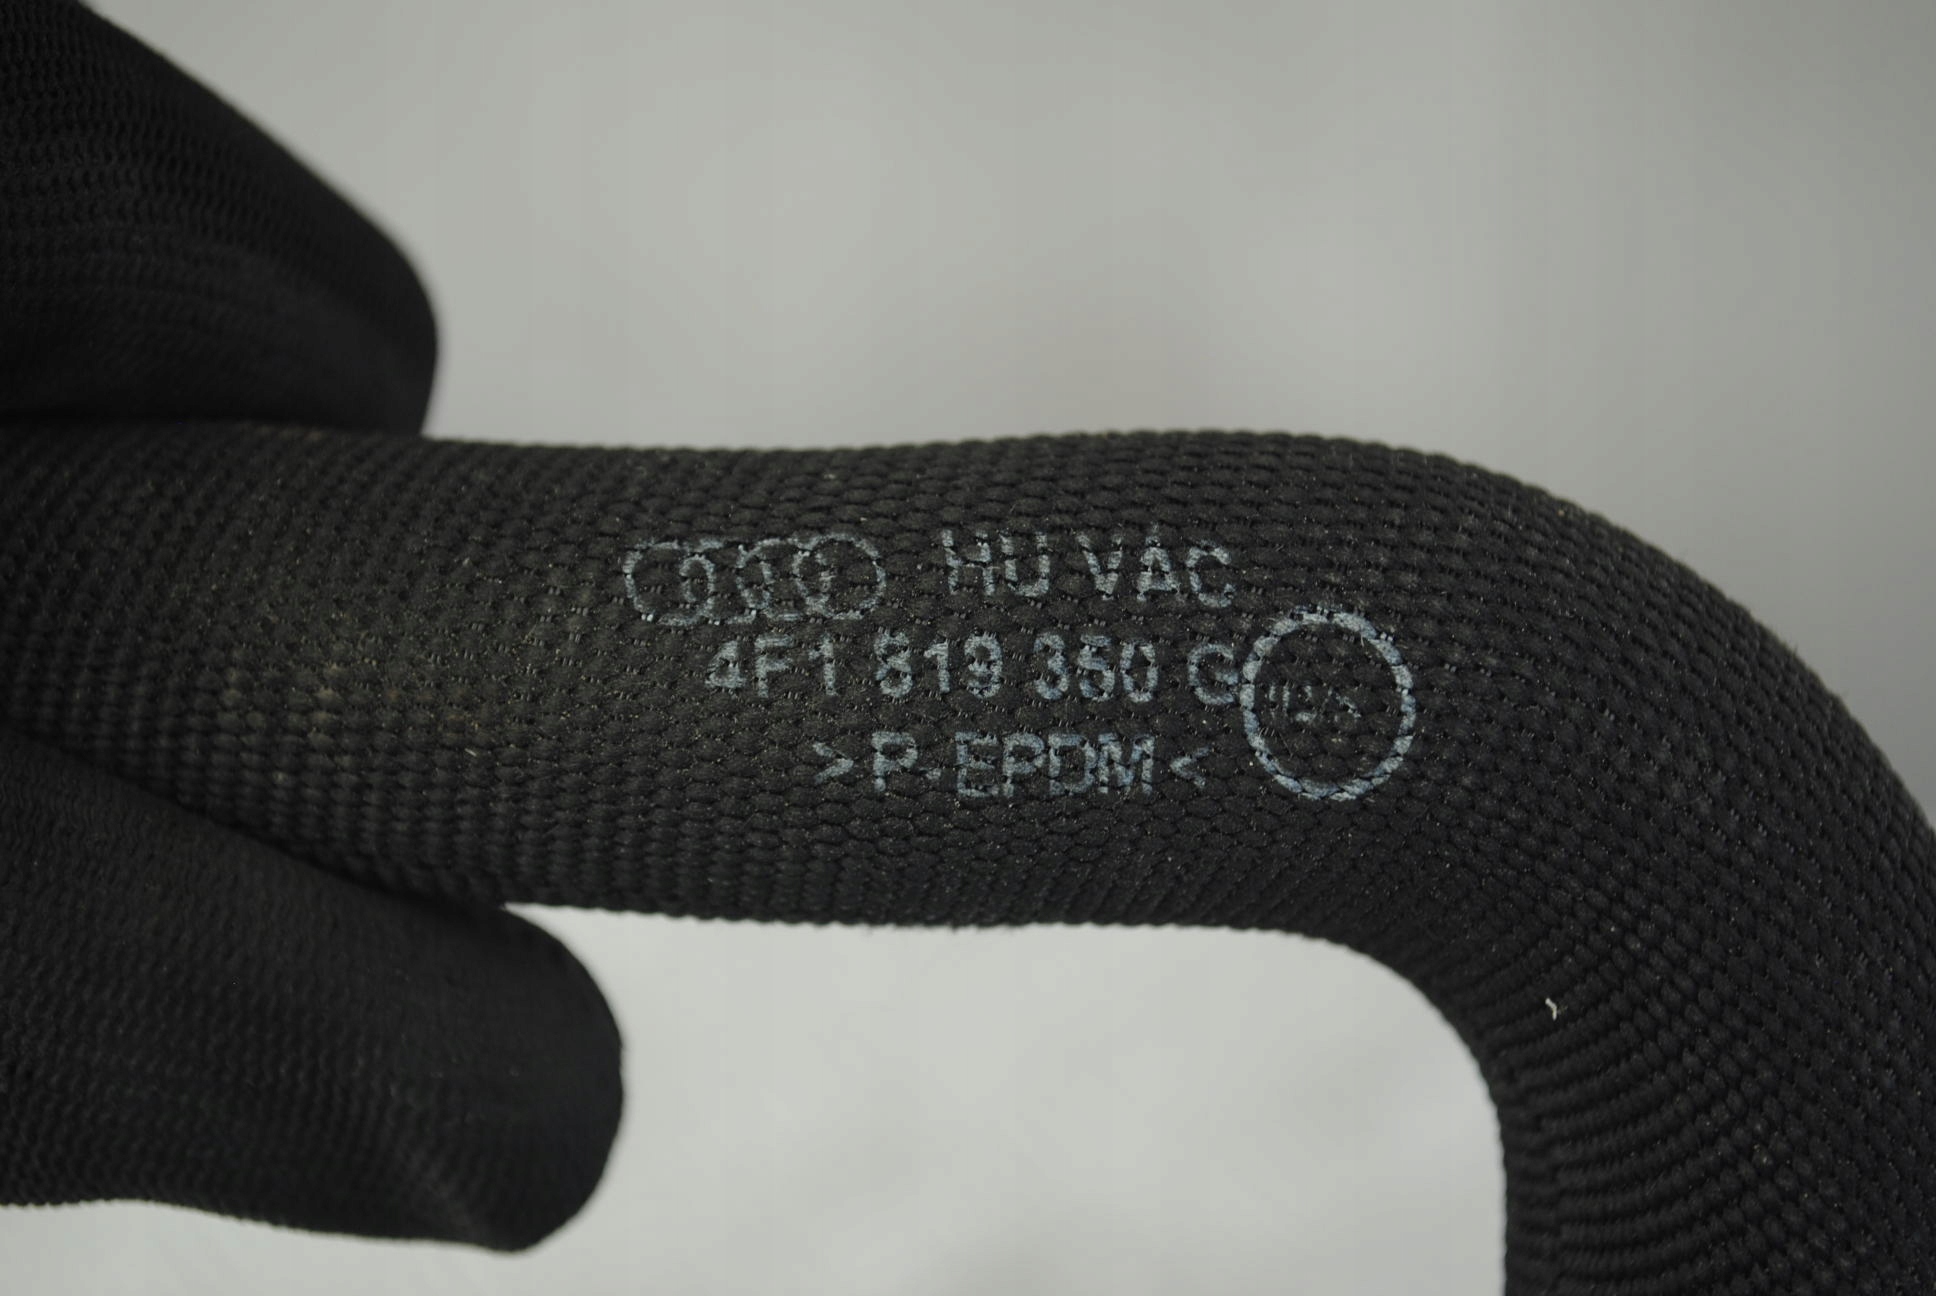 HU VAC
4F1 819 350 G
>P-EPDM<